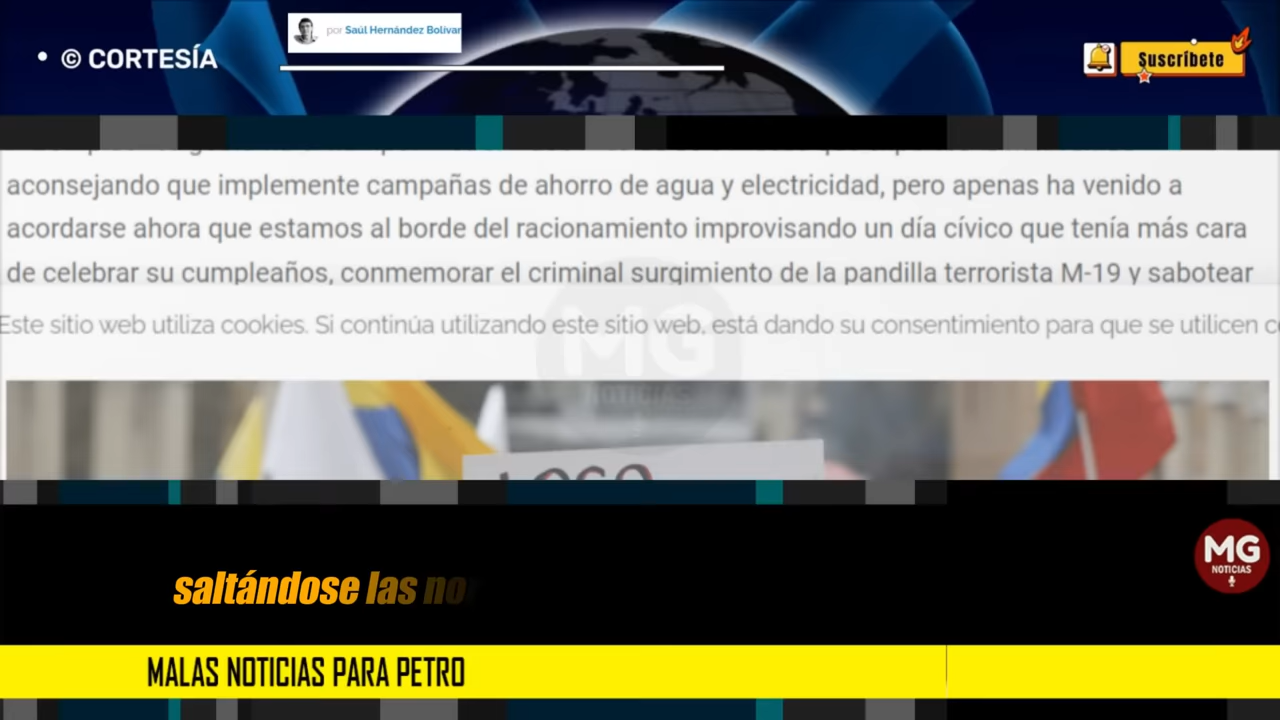 por Saúl Hernández Bolívar
• © CORTESÍA
Suscríbete
aconsejando que implemente campañas de ahorro de agua y electricidad, pero apenas ha venido a
acordarse ahora que estamos al borde del racionamiento improvisando un día cívico que tenía más cara
de celebrar su cumpleaños, conmemorar el criminal surgimiento de la pandilla terrorista M-19 y sabotear
Este sitio web utiliza cookies. Si continúa utilizando este sitio web, está dando su consentimiento para que se utilicen
MG
NOTICIAS
MG
NOTICIAS
saltándose las no
MALAS NOTICIAS PARA PETRO